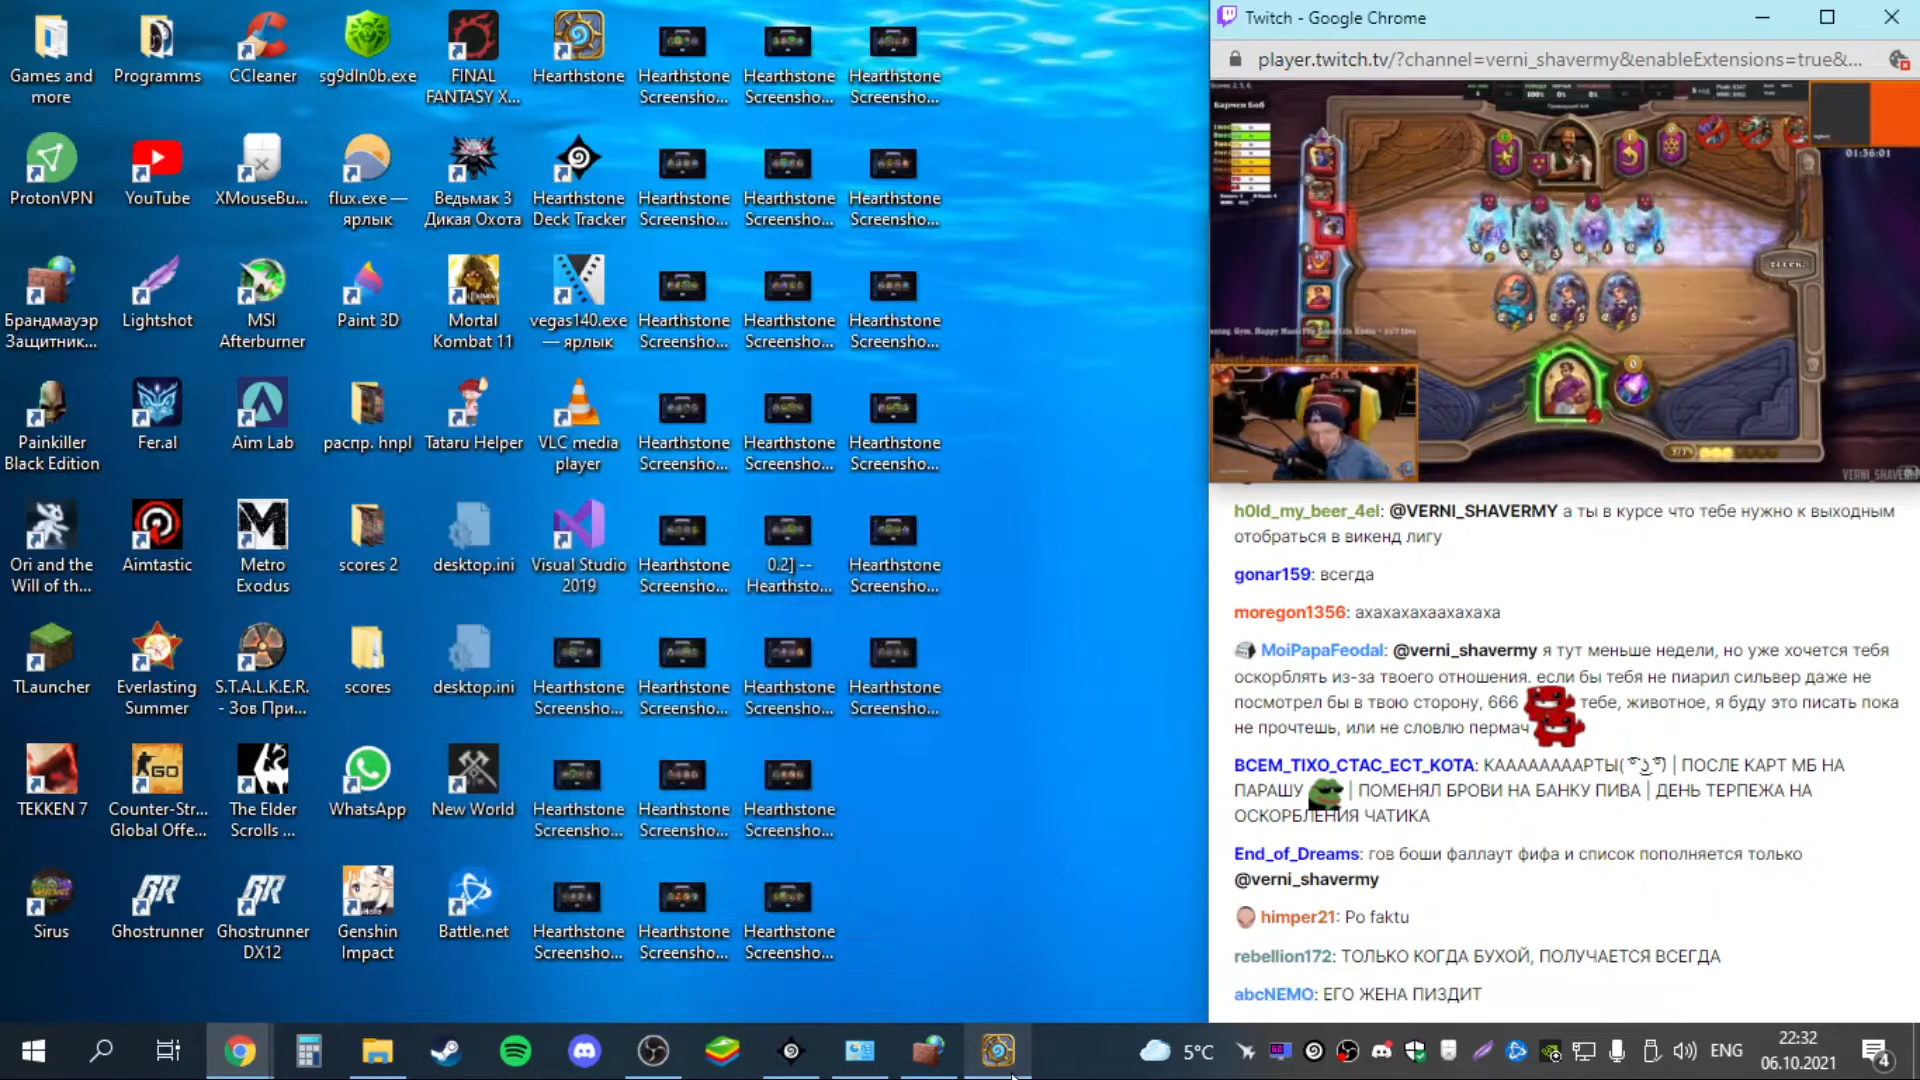 Games and more
Programms
CCleaner
sg9dln0b.exe
FINAL FANTASY X...
Hearthstone
Hearthstone Screensho...
Hearthstone Screensho...
Hearthstone Screensho...
ProtonVPN
YouTube
XMouseBu...
flux.exe — ярлык
Ведьмак 3 Дикая Охота
Hearthstone Deck Tracker
Hearthstone Screensho...
Hearthstone Screensho...
Hearthstone Screensho...
Брандмауэр Защитник...
Lightshot
MSI Afterburner
Paint 3D
Mortal Kombat 11
vegas140.exe — ярлык
Hearthstone Screensho...
Hearthstone Screensho...
Hearthstone Screensho...
Painkiller Black Edition
Fer.al
Aim Lab
распр. hnpl
Tataru Helper
VLC media player
Hearthstone Screensho...
Hearthstone Screensho...
Hearthstone Screensho...
Ori and the Will of th...
Aimtastic
Metro Exodus
scores 2
desktop.ini
Visual Studio 2019
Hearthstone Screensho...
0.2] -- Hearthsto...
Hearthstone Screensho...
TLauncher
Everlasting Summer
S.T.A.L.K.E.R. - Зов При...
scores
desktop.ini
Hearthstone Screensho...
Hearthstone Screensho...
Hearthstone Screensho...
Hearthstone Screensho...
TEKKEN 7
Counter-Str... Global Offe...
The Elder Scrolls ...
WhatsApp
New World
Hearthstone Screensho...
Hearthstone Screensho...
Hearthstone Screensho...
Sirus
Ghostrunner
Ghostrunner DX12
Genshin Impact
Battle.net
Hearthstone Screensho...
Hearthstone Screensho...
Hearthstone Screensho...
Twitch - Google Chrome
player.twitch.tv/?channel=verni_shavermy&enableExtensions=true&...
Бармен Боб
01:36:01
VERNI_SHAVERMY
h0ld_my_beer_4el: @VERNI_SHAVERMY а ты в курсе что тебе нужно к выходным
отобраться в викенд лигу
gonar159: всегда
moregon1356: ахахахахаахахаха
MoiPapaFeodal: @verni_shavermy я тут меньше недели, но уже хочется тебя
оскорблять из-за твоего отношения. если бы тебя не пиарил сильвер даже не
посмотрел бы в твою сторону, 666 тебе, животное, я буду это писать пока
не прочтешь, или не словлю пермач
BCEM_TIXO_CTAC_ECT_KOTA: КААААААААРТЫ( ͡° ͜ʖ ͡°) | ПОСЛЕ КАРТ МБ НА
ПАРАШУ | ПОМЕНЯЛ БРОВИ НА БАНКУ ПИВА | ДЕНЬ ТЕРПЕЖА НА
ОСКОРБЛЕНИЯ ЧАТИКА
End_of_Dreams: гов боши фаллаут фифа и список пополняется только
@verni_shavermy
himper21: Po faktu
rebellion172: ТОЛЬКО КОГДА БУХОЙ, ПОЛУЧАЕТСЯ ВСЕГДА
abcNEMO: ЕГО ЖЕНА ПИЗДИТ
5°C
ENG
22:32
06.10.2021
4